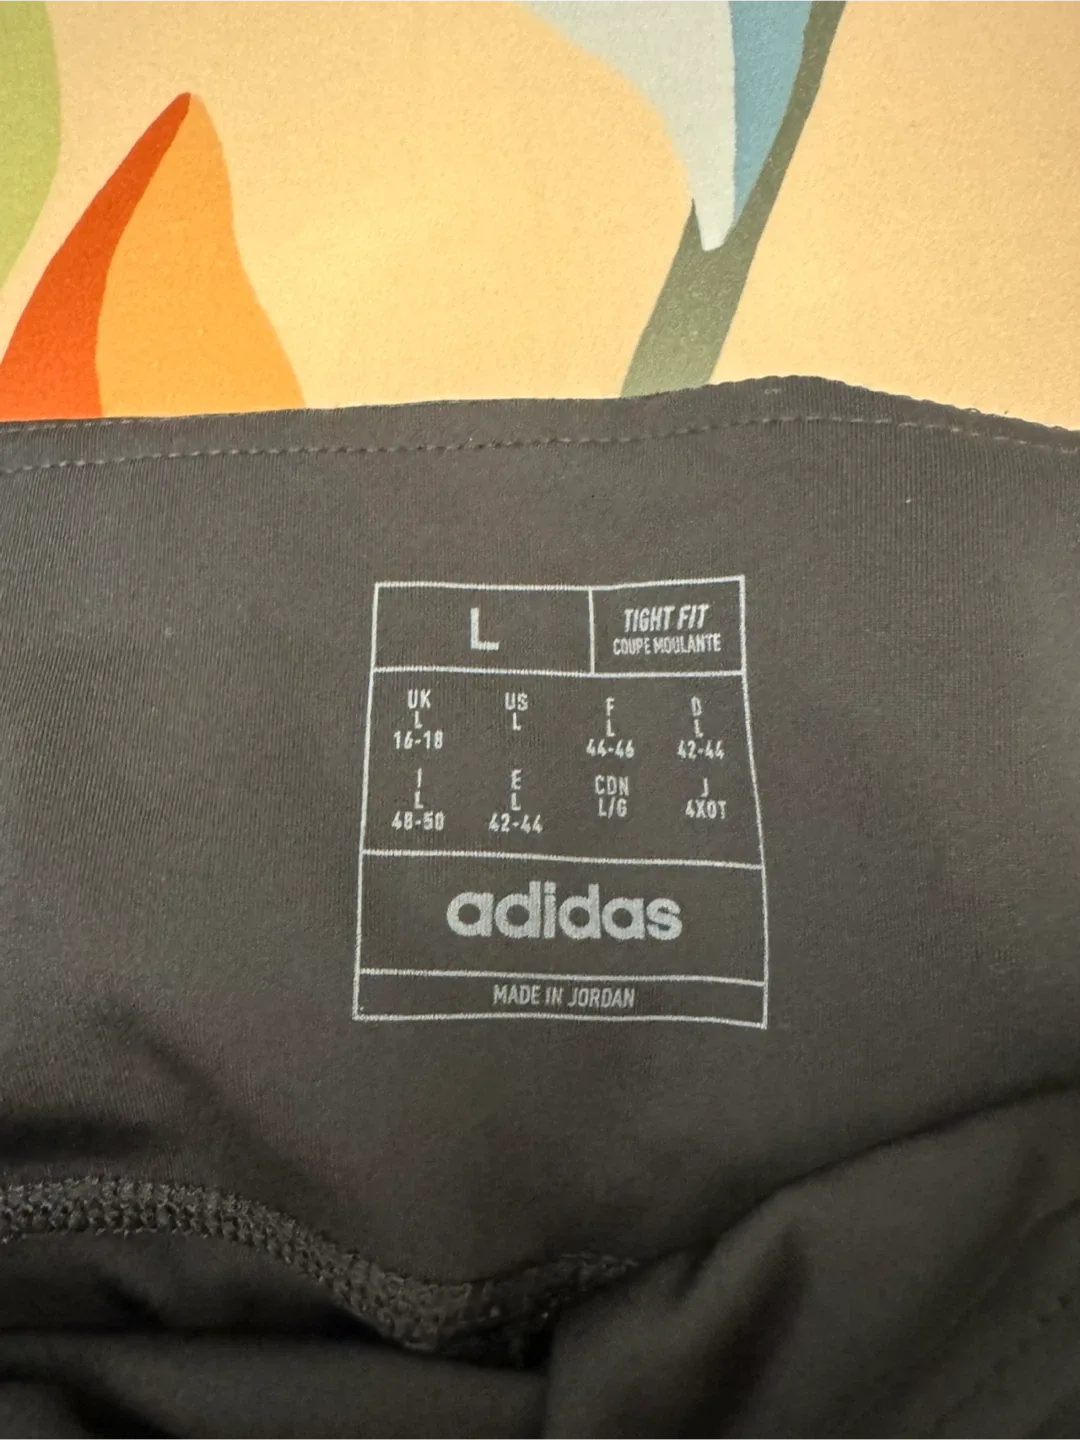 L
TIGHT FIT
COUPE MOULANTE
UK
L
16-18
US
L
F
L
44-46
D
L
42-44
I
L
48-50
E
L
42-44
CDN
L/G
J
4XOT
adidas
MADE IN JORDAN